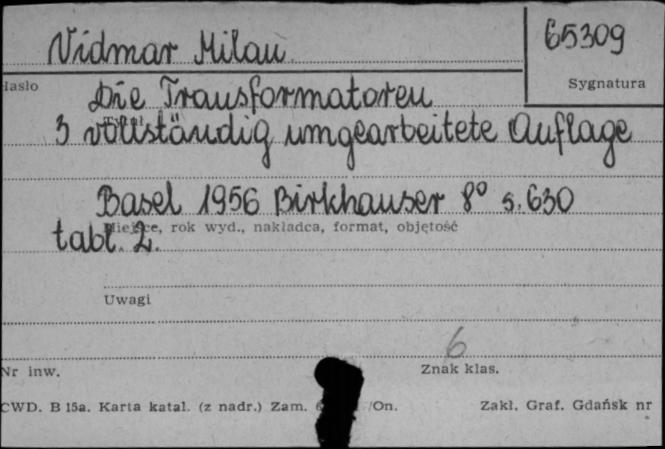 Vidmar Milan
65309
Hasło
Sygnatura
Die Transformatoren
3 vollständig umgearbeitete Auflage
Basel 1956 Birkhauser 8° s. 630
Miejsce, rok wyd., nakładca, format, objętość
tabl. 2.
Uwagi
6
Nr inw.
Znak klas.
CWD. B 15a. Karta katal. (z nadr.) Zam. /On. Zakł. Graf. Gdańsk nr